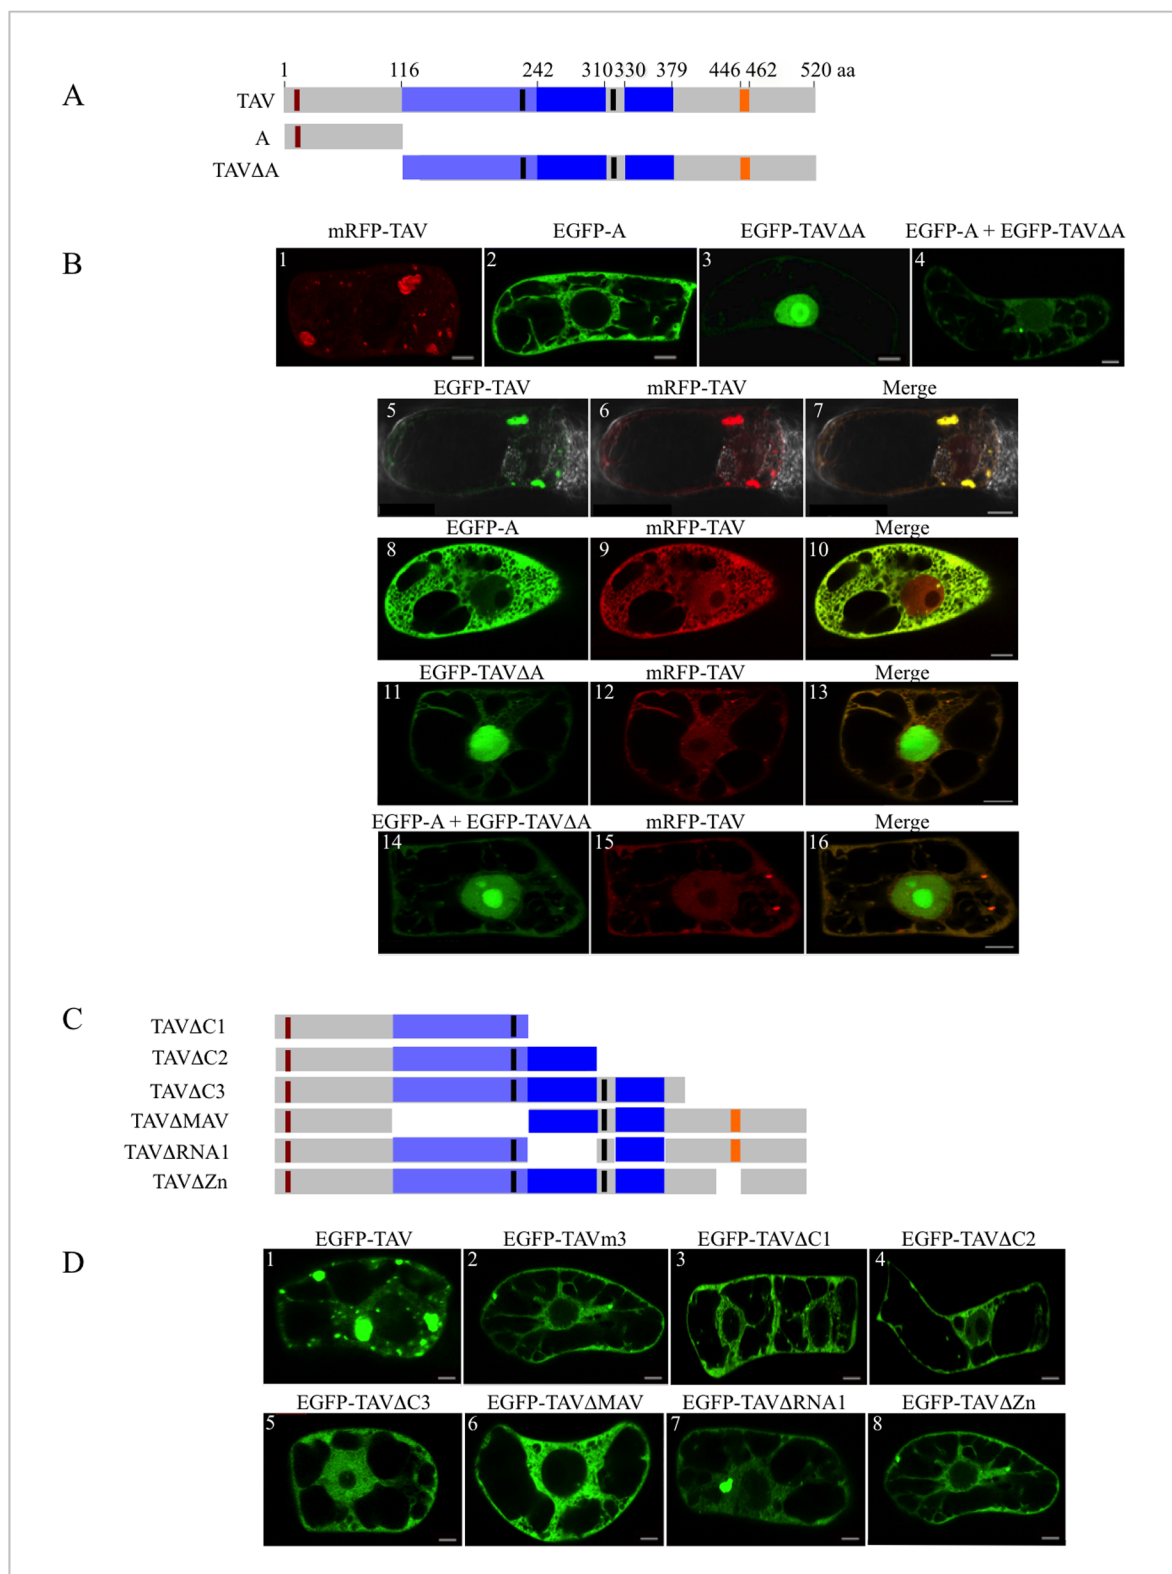 A
1 116 242 310 330 379 446 462 520 aa
TAV
A
TAVΔA
B
mRFP-TAV EGFP-A EGFP-TAVΔA EGFP-A + EGFP-TAVΔA
1 2 3 4
EGFP-TAV mRFP-TAV Merge
5 6 7
EGFP-A mRFP-TAV Merge
8 9 10
EGFP-TAVΔA mRFP-TAV Merge
11 12 13
EGFP-A + EGFP-TAVΔA mRFP-TAV Merge
14 15 16
C
TAVΔC1
TAVΔC2
TAVΔC3
TAVΔMAV
TAVΔRNA1
TAVΔZn
D
EGFP-TAV EGFP-TAVm3 EGFP-TAVΔC1 EGFP-TAVΔC2
1 2 3 4
EGFP-TAVΔC3 EGFP-TAVΔMAV EGFP-TAVΔRNA1 EGFP-TAVΔZn
5 6 7 8